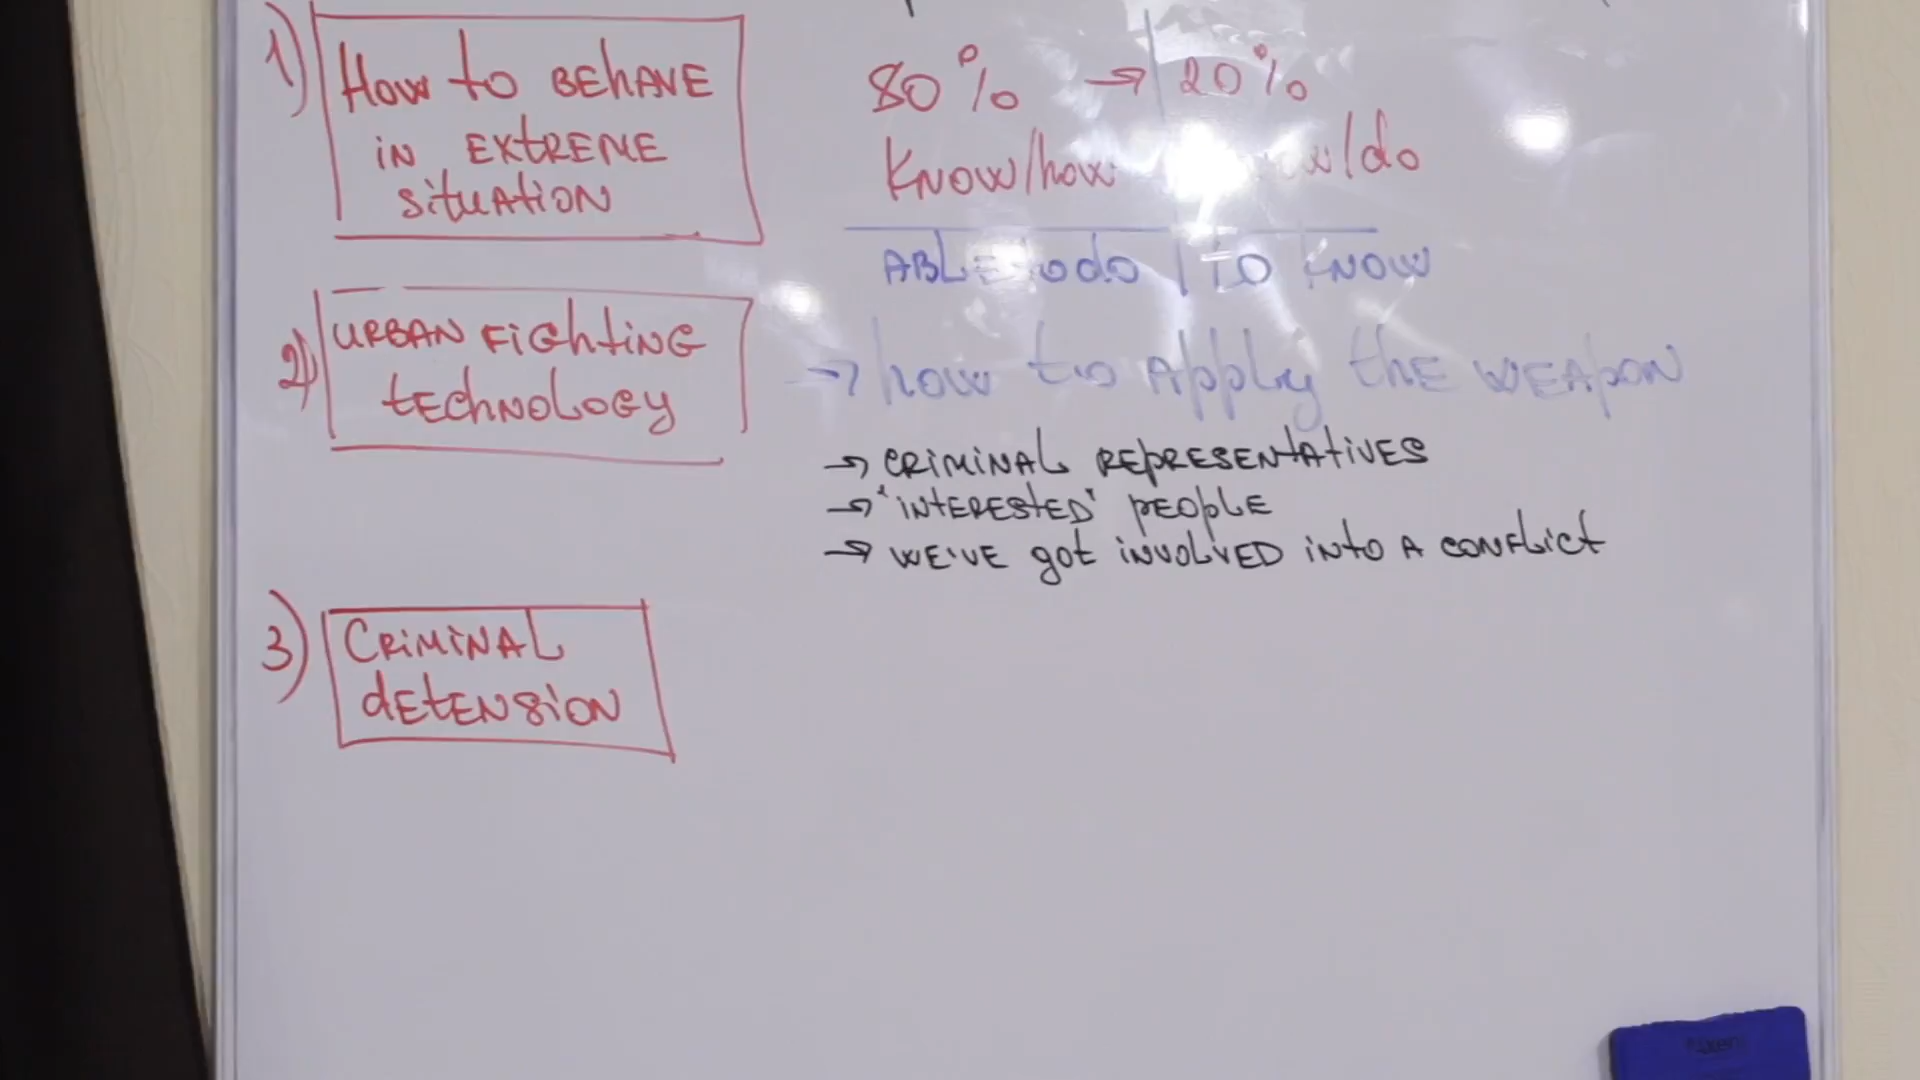 1) How to BEHAVE
in EXTREME
situation
80% → 20%
Know/how /do
ABLE to do | to know
2) URBAN Fighting
technology
→ how to Apply the WEAPON
→ CRIMINAL REPRESENTATIVES
→ "INTERESTED" PEOPLE
→ WE'VE got involved into A conflict
3) CRIMINAL
detension